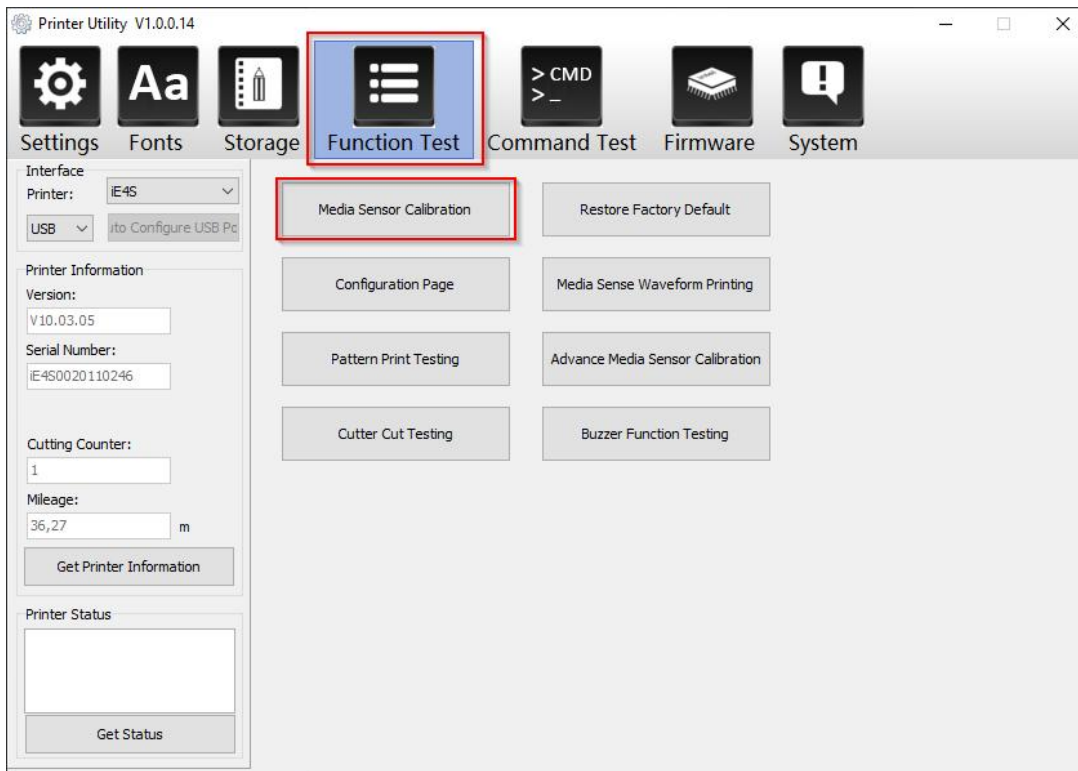 Printer Utility V1.0.0.14
Aa
> CMD
>_
Settings Fonts Storage Function Test Command Test Firmware System
Interface
Printer: iE4S
USB uto Configure USB Po
Printer Information
Version:
V10.03.05
Serial Number:
iE4S0020110246
Cutting Counter:
1
Mileage:
36,27 m
Get Printer Information
Printer Status
Get Status
Media Sensor Calibration Restore Factory Default
Configuration Page Media Sense Waveform Printing
Pattern Print Testing Advance Media Sensor Calibration
Cutter Cut Testing Buzzer Function Testing